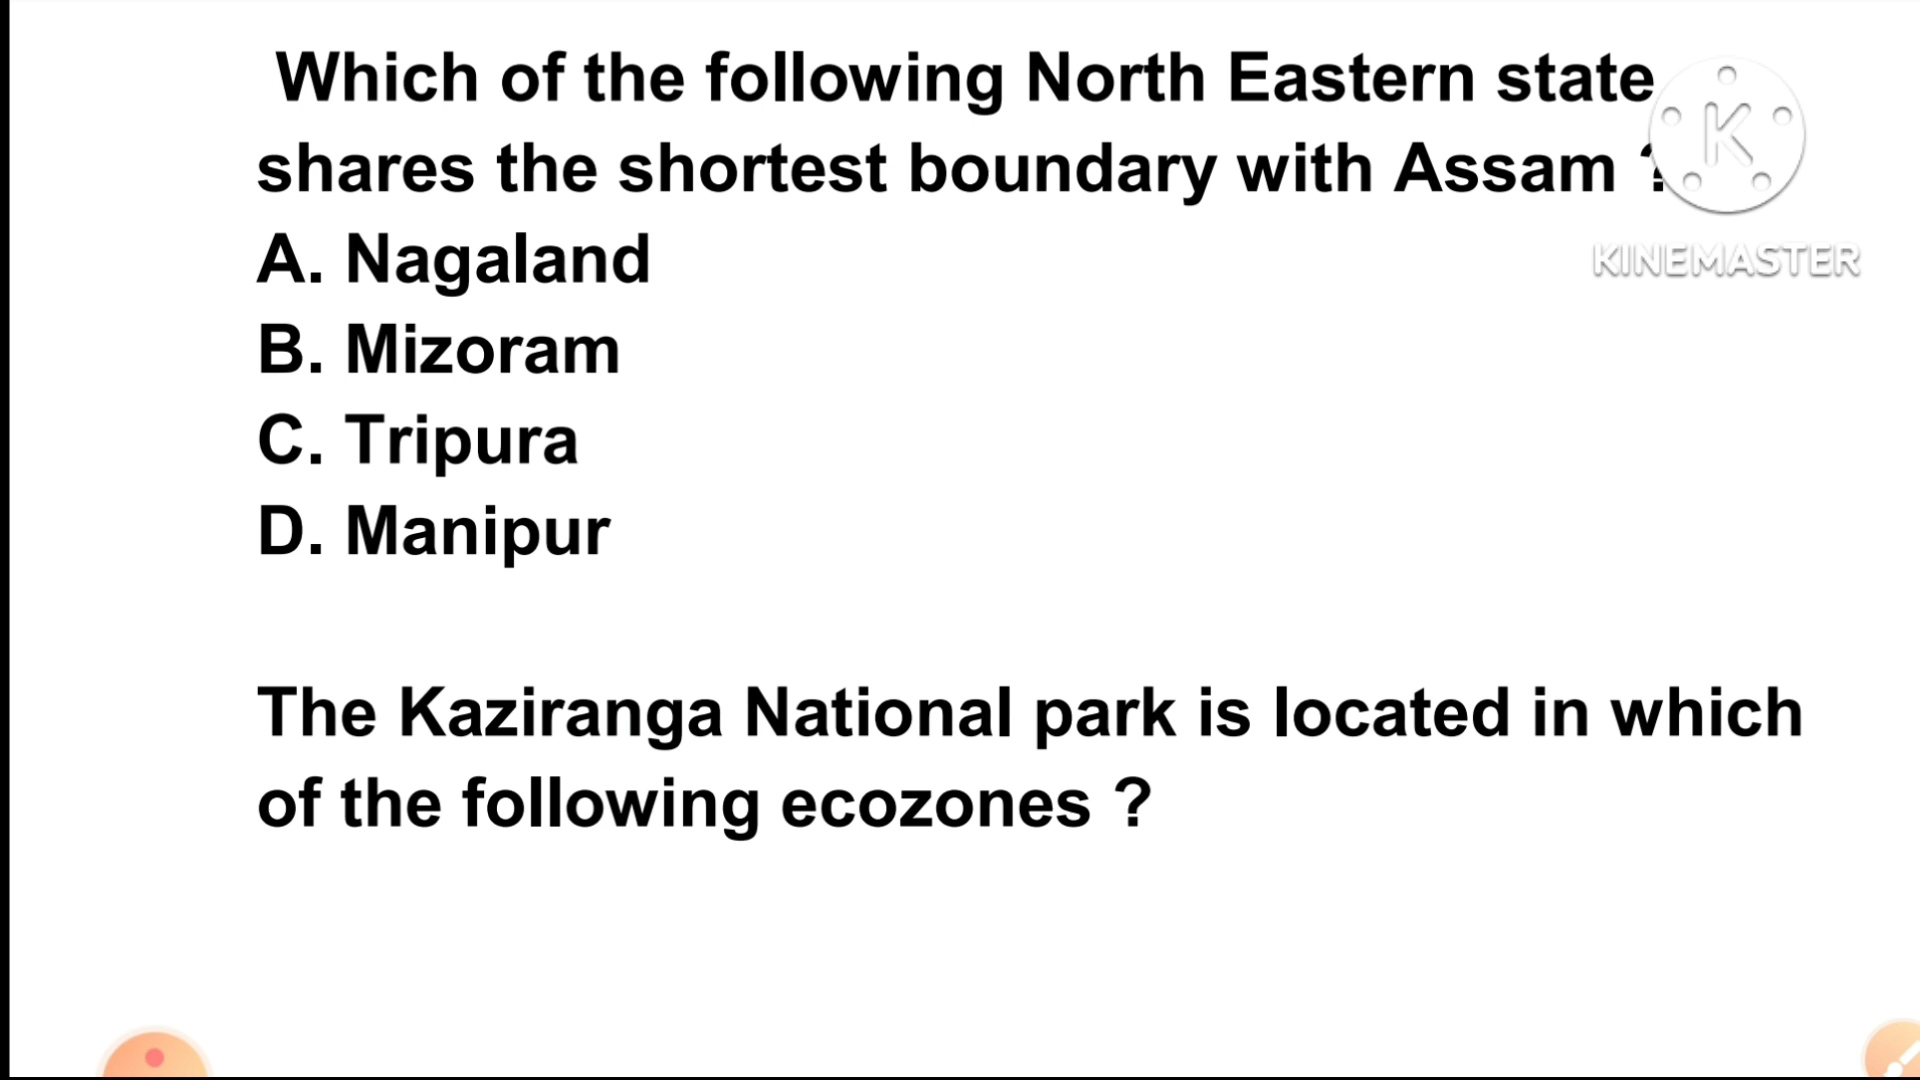 Which of the following North Eastern state
shares the shortest boundary with Assam ?
A. Nagaland
B. Mizoram
C. Tripura
D. Manipur
The Kaziranga National park is located in which
of the following ecozones ?
K
KINEMASTER